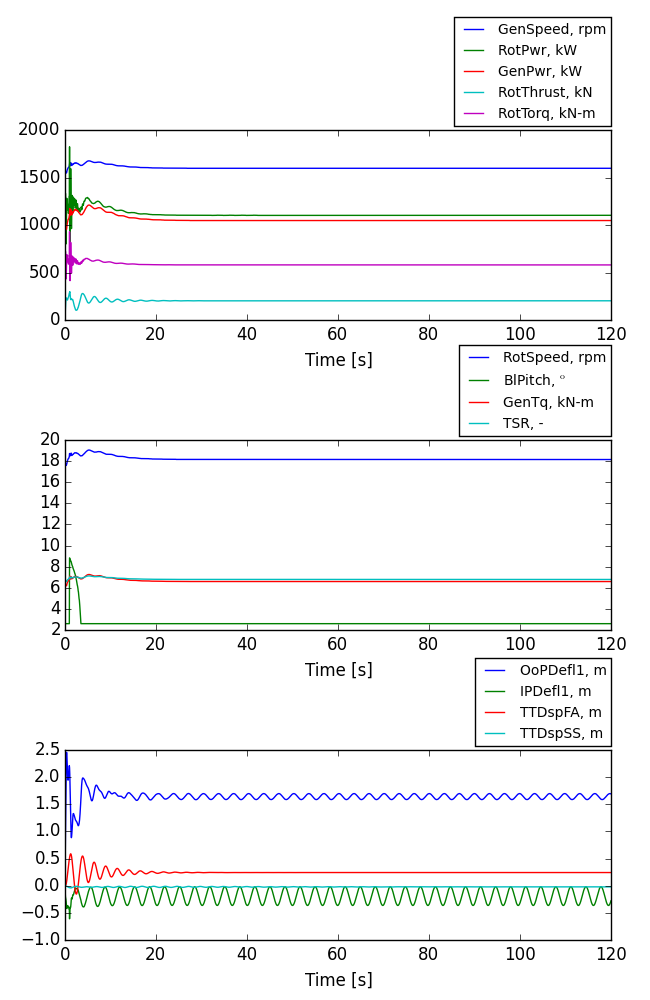 GenSpeed, rpm
RotPwr, kW
GenPwr, kW
RotThrust, kN
RotTorq, kN-m
2000
1500
1000
500
0
0 20 40 60 80 100 120
Time [s]
RotSpeed, rpm
BlPitch, °
GenTq, kN-m
TSR, -
20
18
16
14
12
10
8
6
4
2
0 20 40 60 80 100 120
Time [s]
OoPDefl1, m
IPDefl1, m
TTDspFA, m
TTDspSS, m
2.5
2.0
1.5
1.0
0.5
0.0
−0.5
−1.0
0 20 40 60 80 100 120
Time [s]